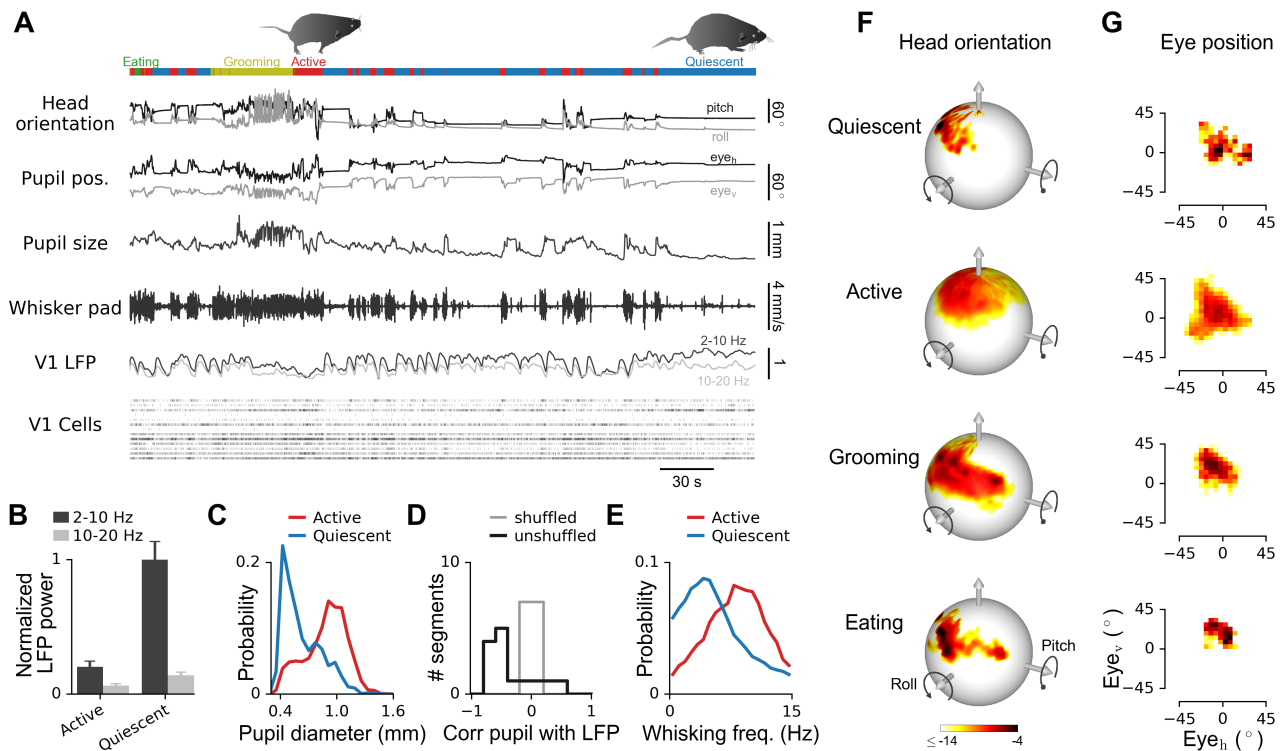 A
Eating
Grooming
Active
Quiescent
Head
orientation
pitch
roll
60°
Pupil pos.
eyeh
eyev
60°
Pupil size
1 mm
Whisker pad
4 mm/s
V1 LFP
2-10 Hz
10-20 Hz
1
V1 Cells
30 s
B
2-10 Hz
10-20 Hz
Normalized
LFP power
1
0
Active
Quiescent
C
Active
Quiescent
Probability
0.2
0
0.4 1.0 1.6
Pupil diameter (mm)
D
shuffled
unshuffled
# segments
10
0
−1 0 1
Corr pupil with LFP
E
Active
Quiescent
Probability
0.1
0
0 15
Whisking freq. (Hz)
F
Head orientation
Quiescent
Active
Grooming
Eating
Pitch
Roll
≤-14 -4
G
Eye position
45
0
−45
−45 0 45
45
0
−45
−45 0 45
45
0
−45
−45 0 45
Eyev (°)
45
0
−45
−45 0 45
Eyeh (°)